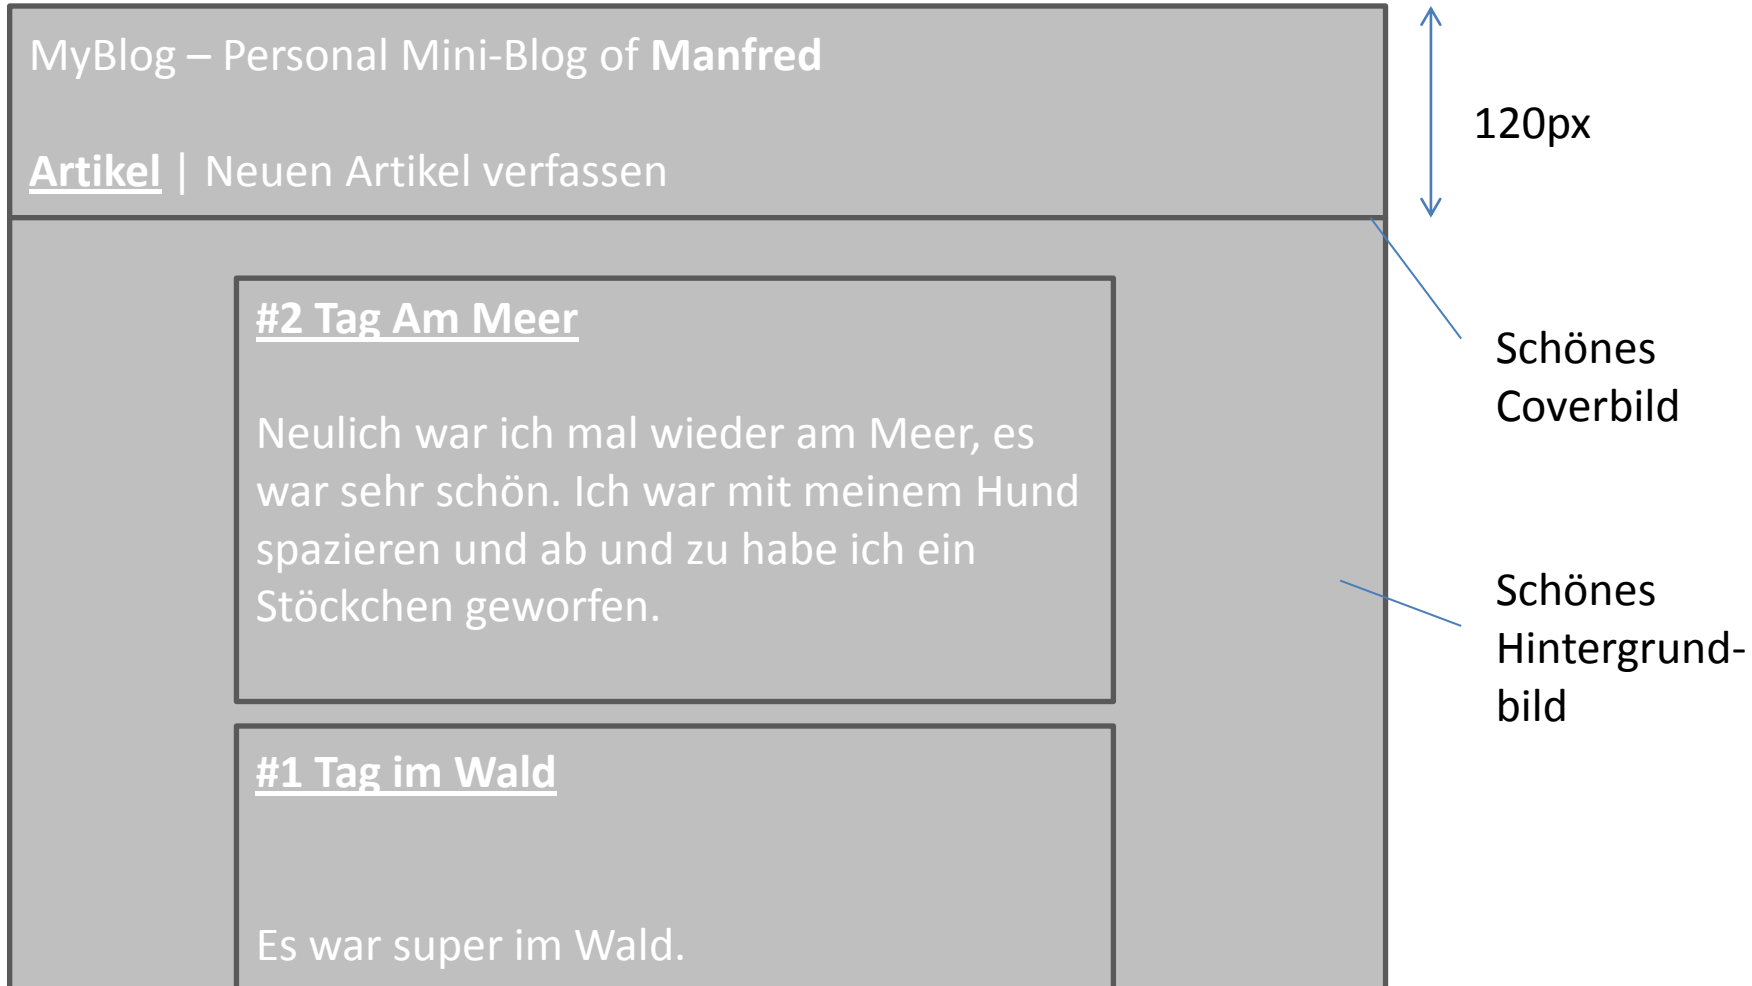 MyBlog – Personal Mini-Blog of Manfred
Artikel | Neuen Artikel verfassen
120px
#2 Tag Am Meer
Neulich war ich mal wieder am Meer, es
war sehr schön. Ich war mit meinem Hund
spazieren und ab und zu habe ich ein
Stöckchen geworfen.
Schönes
Coverbild
Schönes
Hintergrund-
bild
#1 Tag im Wald
Es war super im Wald.